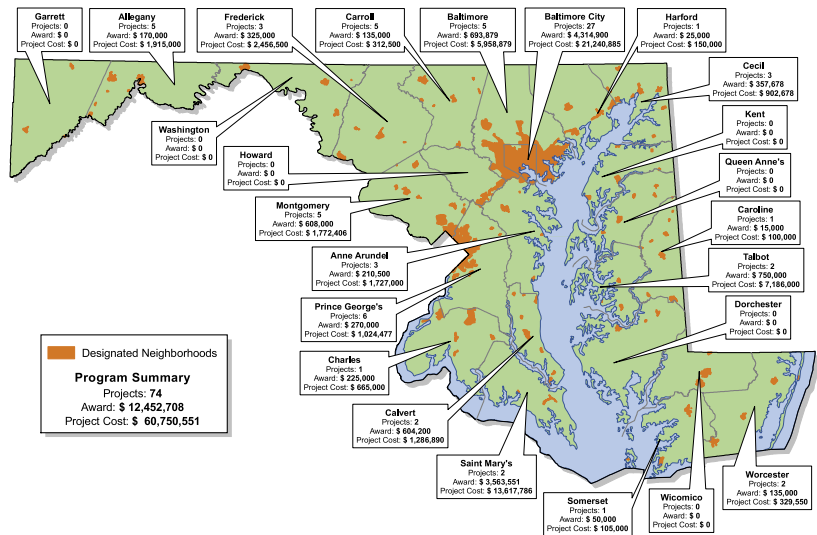 Garrett
Projects: 0
Award: $ 0
Project Cost: $ 0
Allegany
Projects: 5
Award: $ 170,000
Project Cost: $ 1,915,000
Frederick
Projects: 3
Award: $ 325,000
Project Cost: $ 2,456,500
Carroll
Projects: 5
Award: $ 135,000
Project Cost: $ 312,500
Baltimore
Projects: 5
Award: $ 693,879
Project Cost: $ 5,958,879
Baltimore City
Projects: 27
Award: $ 4,314,900
Project Cost: $ 21,240,885
Harford
Projects: 1
Award: $ 25,000
Project Cost: $ 150,000
Cecil
Projects: 3
Award: $ 357,678
Project Cost: $ 902,678
Washington
Projects: 0
Award: $ 0
Project Cost: $ 0
Kent
Projects: 0
Award: $ 0
Project Cost: $ 0
Howard
Projects: 0
Award: $ 0
Project Cost: $ 0
Queen Anne's
Projects: 0
Award: $ 0
Project Cost: $ 0
Montgomery
Projects: 5
Award: $ 608,000
Project Cost: $ 1,772,406
Caroline
Projects: 1
Award: $ 15,000
Project Cost: $ 100,000
Anne Arundel
Projects: 3
Award: $ 210,500
Project Cost: $ 1,727,000
Talbot
Projects: 2
Award: $ 750,000
Project Cost: $ 7,186,000
Prince George's
Projects: 6
Award: $ 270,000
Project Cost: $ 1,024,477
Dorchester
Projects: 0
Award: $ 0
Project Cost: $ 0
Designated Neighborhoods
Program Summary
Projects: 74
Award: $ 12,452,708
Project Cost: $ 60,750,551
Charles
Projects: 1
Award: $ 225,000
Project Cost: $ 665,000
Calvert
Projects: 2
Award: $ 604,200
Project Cost: $ 1,286,890
Saint Mary's
Projects: 2
Award: $ 3,563,551
Project Cost: $ 13,617,786
Somerset
Projects: 1
Award: $ 50,000
Project Cost: $ 105,000
Wicomico
Projects: 0
Award: $ 0
Project Cost: $ 0
Worcester
Projects: 2
Award: $ 135,000
Project Cost: $ 329,550